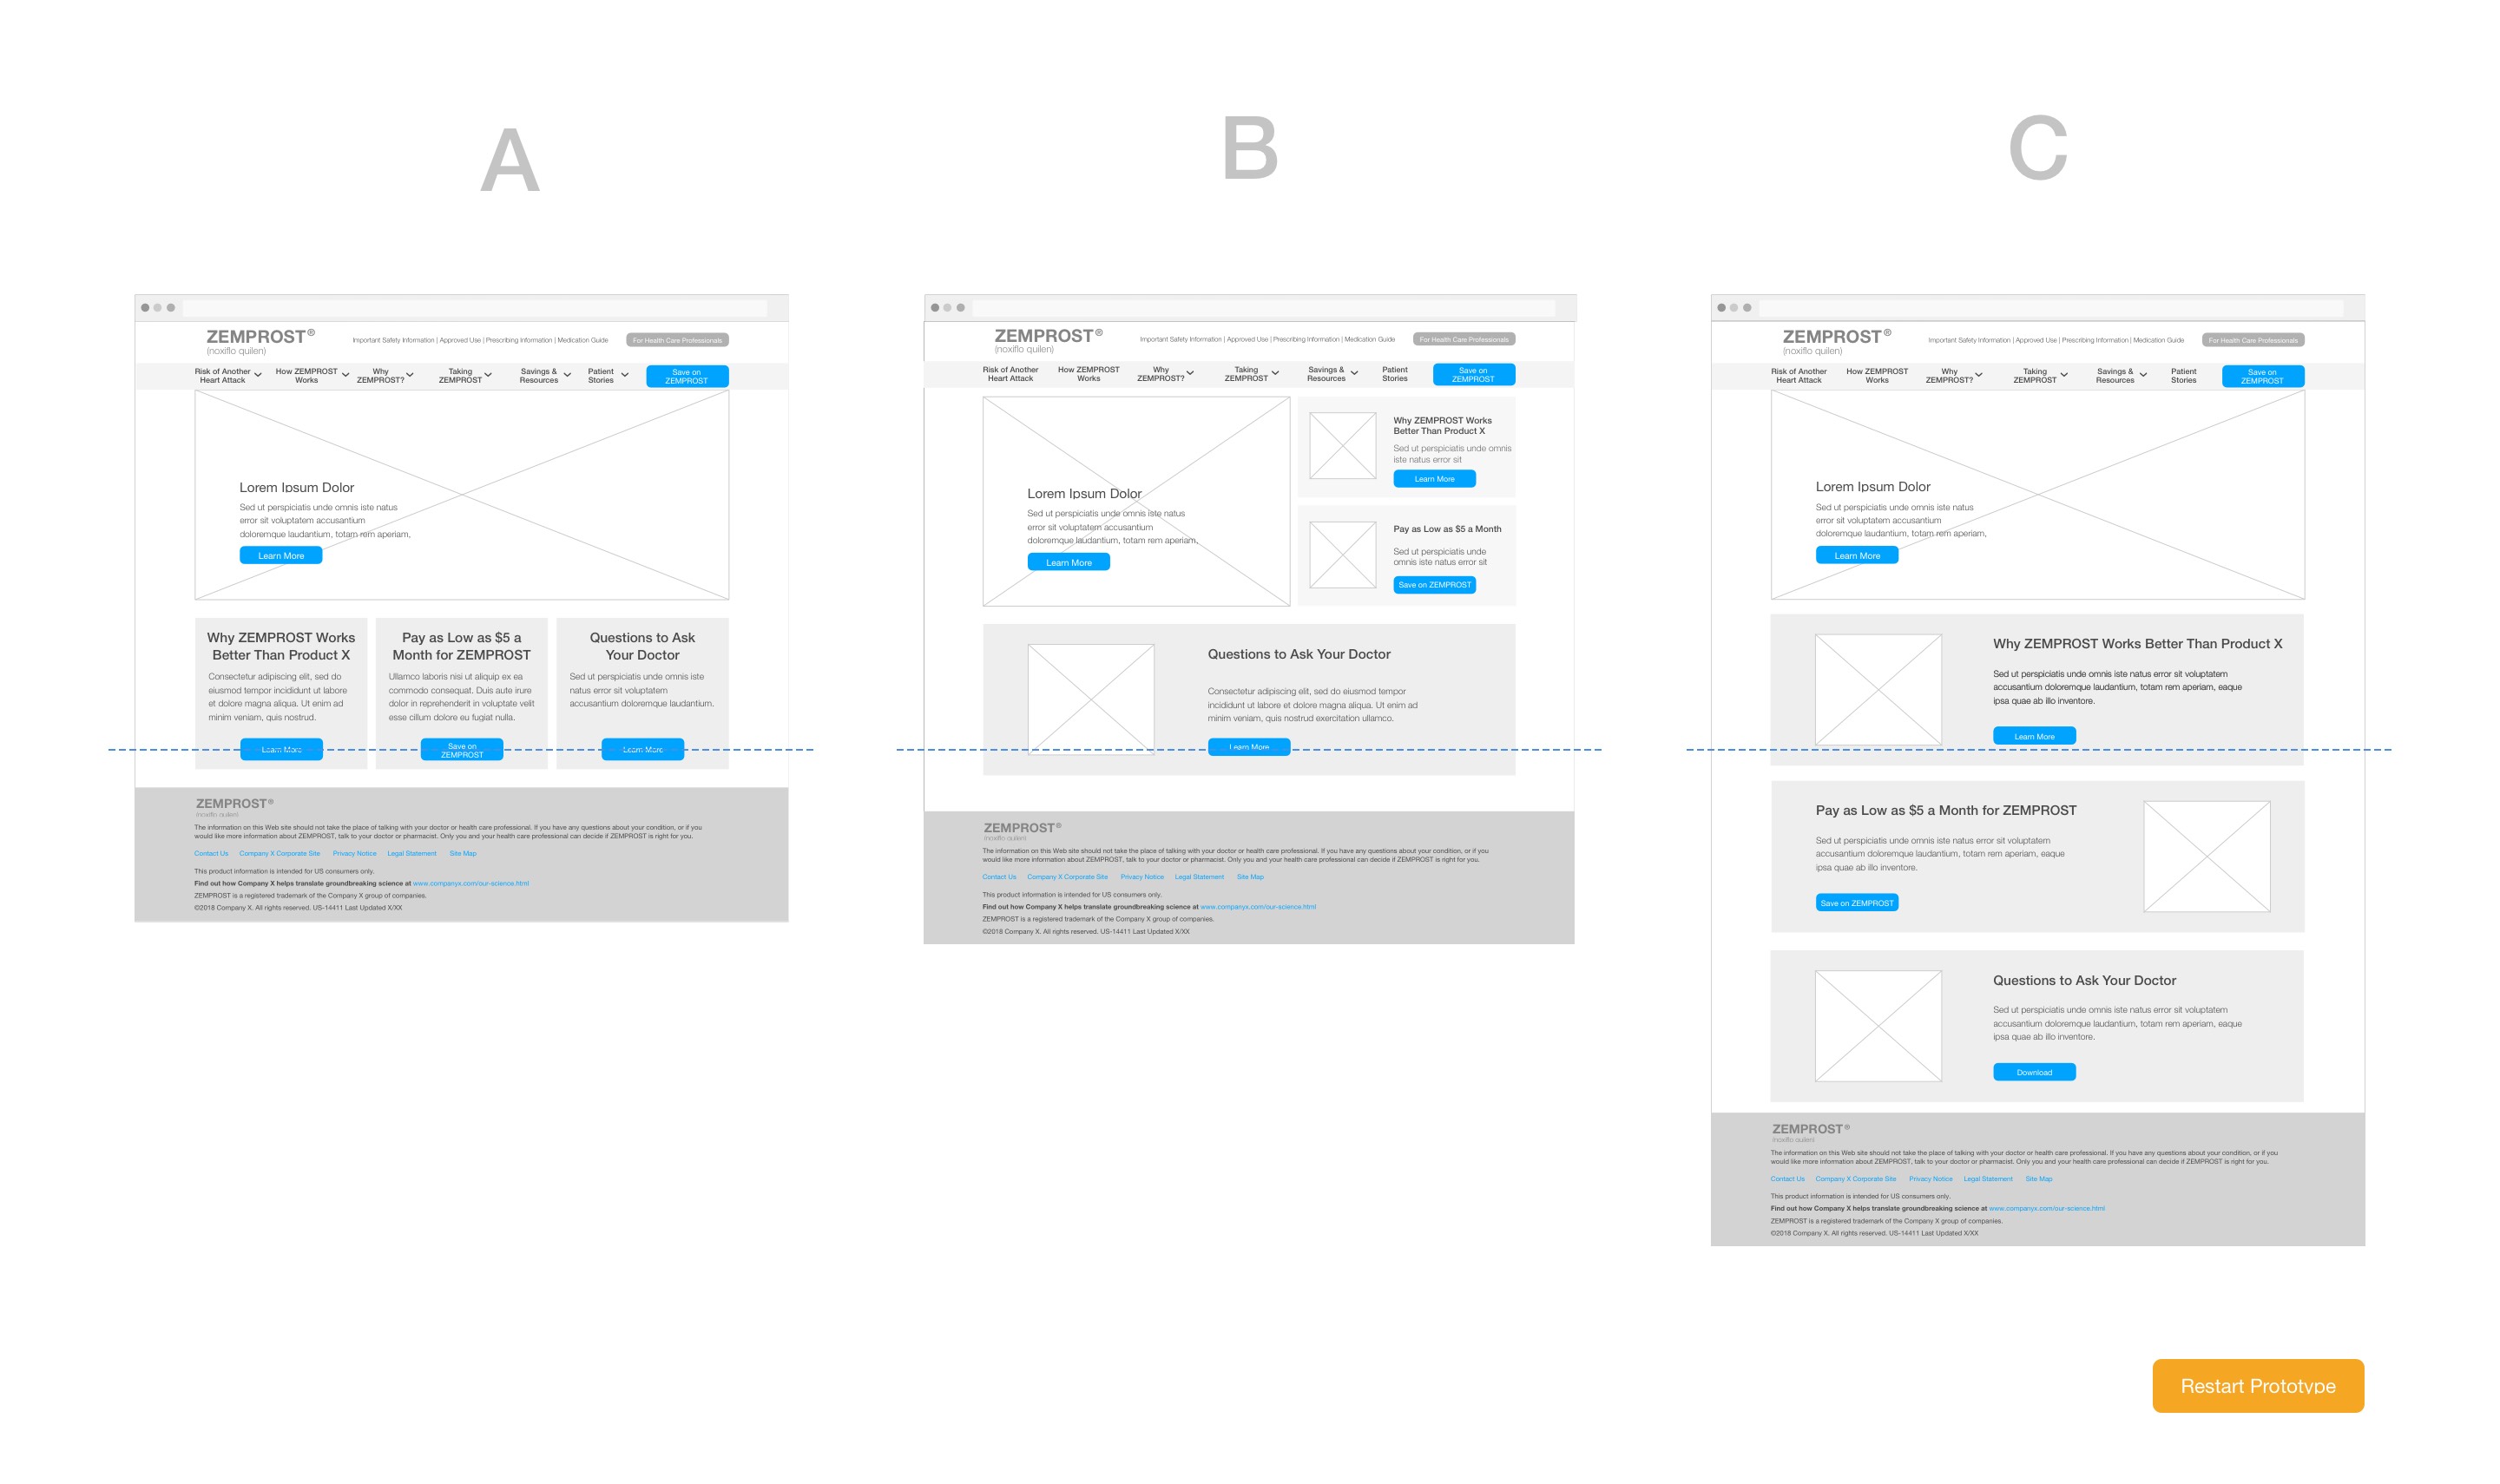 A
ZEMPROST®
(noxiflo quilen)
Important Safety Information | Approved Use | Prescribing Information | Medication Guide
For Health Care Professionals
Risk of Another
Heart Attack
How ZEMPROST
Works
Why
ZEMPROST?
Taking
ZEMPROST
Savings &
Resources
Patient
Stories
Save on
ZEMPROST
Lorem Ipsum Dolor
Sed ut perspiciatis unde omnis iste natus
error sit voluptatem accusantium
doloremque laudantium, totam rem aperiam,
Learn More
Why ZEMPROST Works
Better Than Product X
Consectetur adipiscing elit, sed do
eiusmod tempor incididunt ut labore
et dolore magna aliqua. Ut enim ad
minim veniam, quis nostrud.
Learn More
Pay as Low as $5 a
Month for ZEMPROST
Ullamco laboris nisi ut aliquip ex ea
commodo consequat. Duis aute irure
dolor in reprehenderit in voluptate velit
esse cillum dolore eu fugiat nulla.
Save on
ZEMPROST
Questions to Ask
Your Doctor
Sed ut perspiciatis unde omnis iste
natus error sit voluptatem
accusantium doloremque laudantium.
Learn More
ZEMPROST®
(noxiflo quilen)
The information on this Web site should not take the place of talking with your doctor or health care professional. If you have any questions about your condition, or if you
would like more information about ZEMPROST, talk to your doctor or pharmacist. Only you and your health care professional can decide if ZEMPROST is right for you.
Contact Us Company X Corporate Site Privacy Notice Legal Statement Site Map
This product information is intended for US consumers only.
Find out how Company X helps translate groundbreaking science at www.companyx.com/our-science.html
ZEMPROST is a registered trademark of the Company X group of companies.
©2018 Company X. All rights reserved. US-14411 Last Updated X/XX
B
ZEMPROST®
(noxiflo quilen)
Important Safety Information | Approved Use | Prescribing Information | Medication Guide
For Health Care Professionals
Risk of Another
Heart Attack
How ZEMPROST
Works
Why
ZEMPROST?
Taking
ZEMPROST
Savings &
Resources
Patient
Stories
Save on
ZEMPROST
Lorem Ipsum Dolor
Sed ut perspiciatis unde omnis iste natus
error sit voluptatem accusantium
doloremque laudantium, totam rem aperiam,
Learn More
Why ZEMPROST Works
Better Than Product X
Sed ut perspiciatis unde omnis
iste natus error sit
Learn More
Pay as Low as $5 a Month
Sed ut perspiciatis unde
omnis iste natus error sit
Save on ZEMPROST
Questions to Ask Your Doctor
Consectetur adipiscing elit, sed do eiusmod tempor
incididunt ut labore et dolore magna aliqua. Ut enim ad
minim veniam, quis nostrud exercitation ullamco.
Learn More
ZEMPROST®
(noxiflo quilen)
The information on this Web site should not take the place of talking with your doctor or health care professional. If you have any questions about your condition, or if you
would like more information about ZEMPROST, talk to your doctor or pharmacist. Only you and your health care professional can decide if ZEMPROST is right for you.
Contact Us Company X Corporate Site Privacy Notice Legal Statement Site Map
This product information is intended for US consumers only.
Find out how Company X helps translate groundbreaking science at www.companyx.com/our-science.html
ZEMPROST is a registered trademark of the Company X group of companies.
©2018 Company X. All rights reserved. US-14411 Last Updated X/XX
C
ZEMPROST®
(noxiflo quilen)
Important Safety Information | Approved Use | Prescribing Information | Medication Guide
For Health Care Professionals
Risk of Another
Heart Attack
How ZEMPROST
Works
Why
ZEMPROST?
Taking
ZEMPROST
Savings &
Resources
Patient
Stories
Save on
ZEMPROST
Lorem Ipsum Dolor
Sed ut perspiciatis unde omnis iste natus
error sit voluptatem accusantium
doloremque laudantium, totam rem aperiam,
Learn More
Why ZEMPROST Works Better Than Product X
Sed ut perspiciatis unde omnis iste natus error sit voluptatem
accusantium doloremque laudantium, totam rem aperiam, eaque
ipsa quae ab illo inventore.
Learn More
Pay as Low as $5 a Month for ZEMPROST
Sed ut perspiciatis unde omnis iste natus error sit voluptatem
accusantium doloremque laudantium, totam rem aperiam, eaque
ipsa quae ab illo inventore.
Save on ZEMPROST
Questions to Ask Your Doctor
Sed ut perspiciatis unde omnis iste natus error sit voluptatem
accusantium doloremque laudantium, totam rem aperiam, eaque
ipsa quae ab illo inventore.
Download
ZEMPROST®
(noxiflo quilen)
The information on this Web site should not take the place of talking with your doctor or health care professional. If you have any questions about your condition, or if you
would like more information about ZEMPROST, talk to your doctor or pharmacist. Only you and your health care professional can decide if ZEMPROST is right for you.
Contact Us Company X Corporate Site Privacy Notice Legal Statement Site Map
This product information is intended for US consumers only.
Find out how Company X helps translate groundbreaking science at www.companyx.com/our-science.html
ZEMPROST is a registered trademark of the Company X group of companies.
©2018 Company X. All rights reserved. US-14411 Last Updated X/XX
Restart Prototype